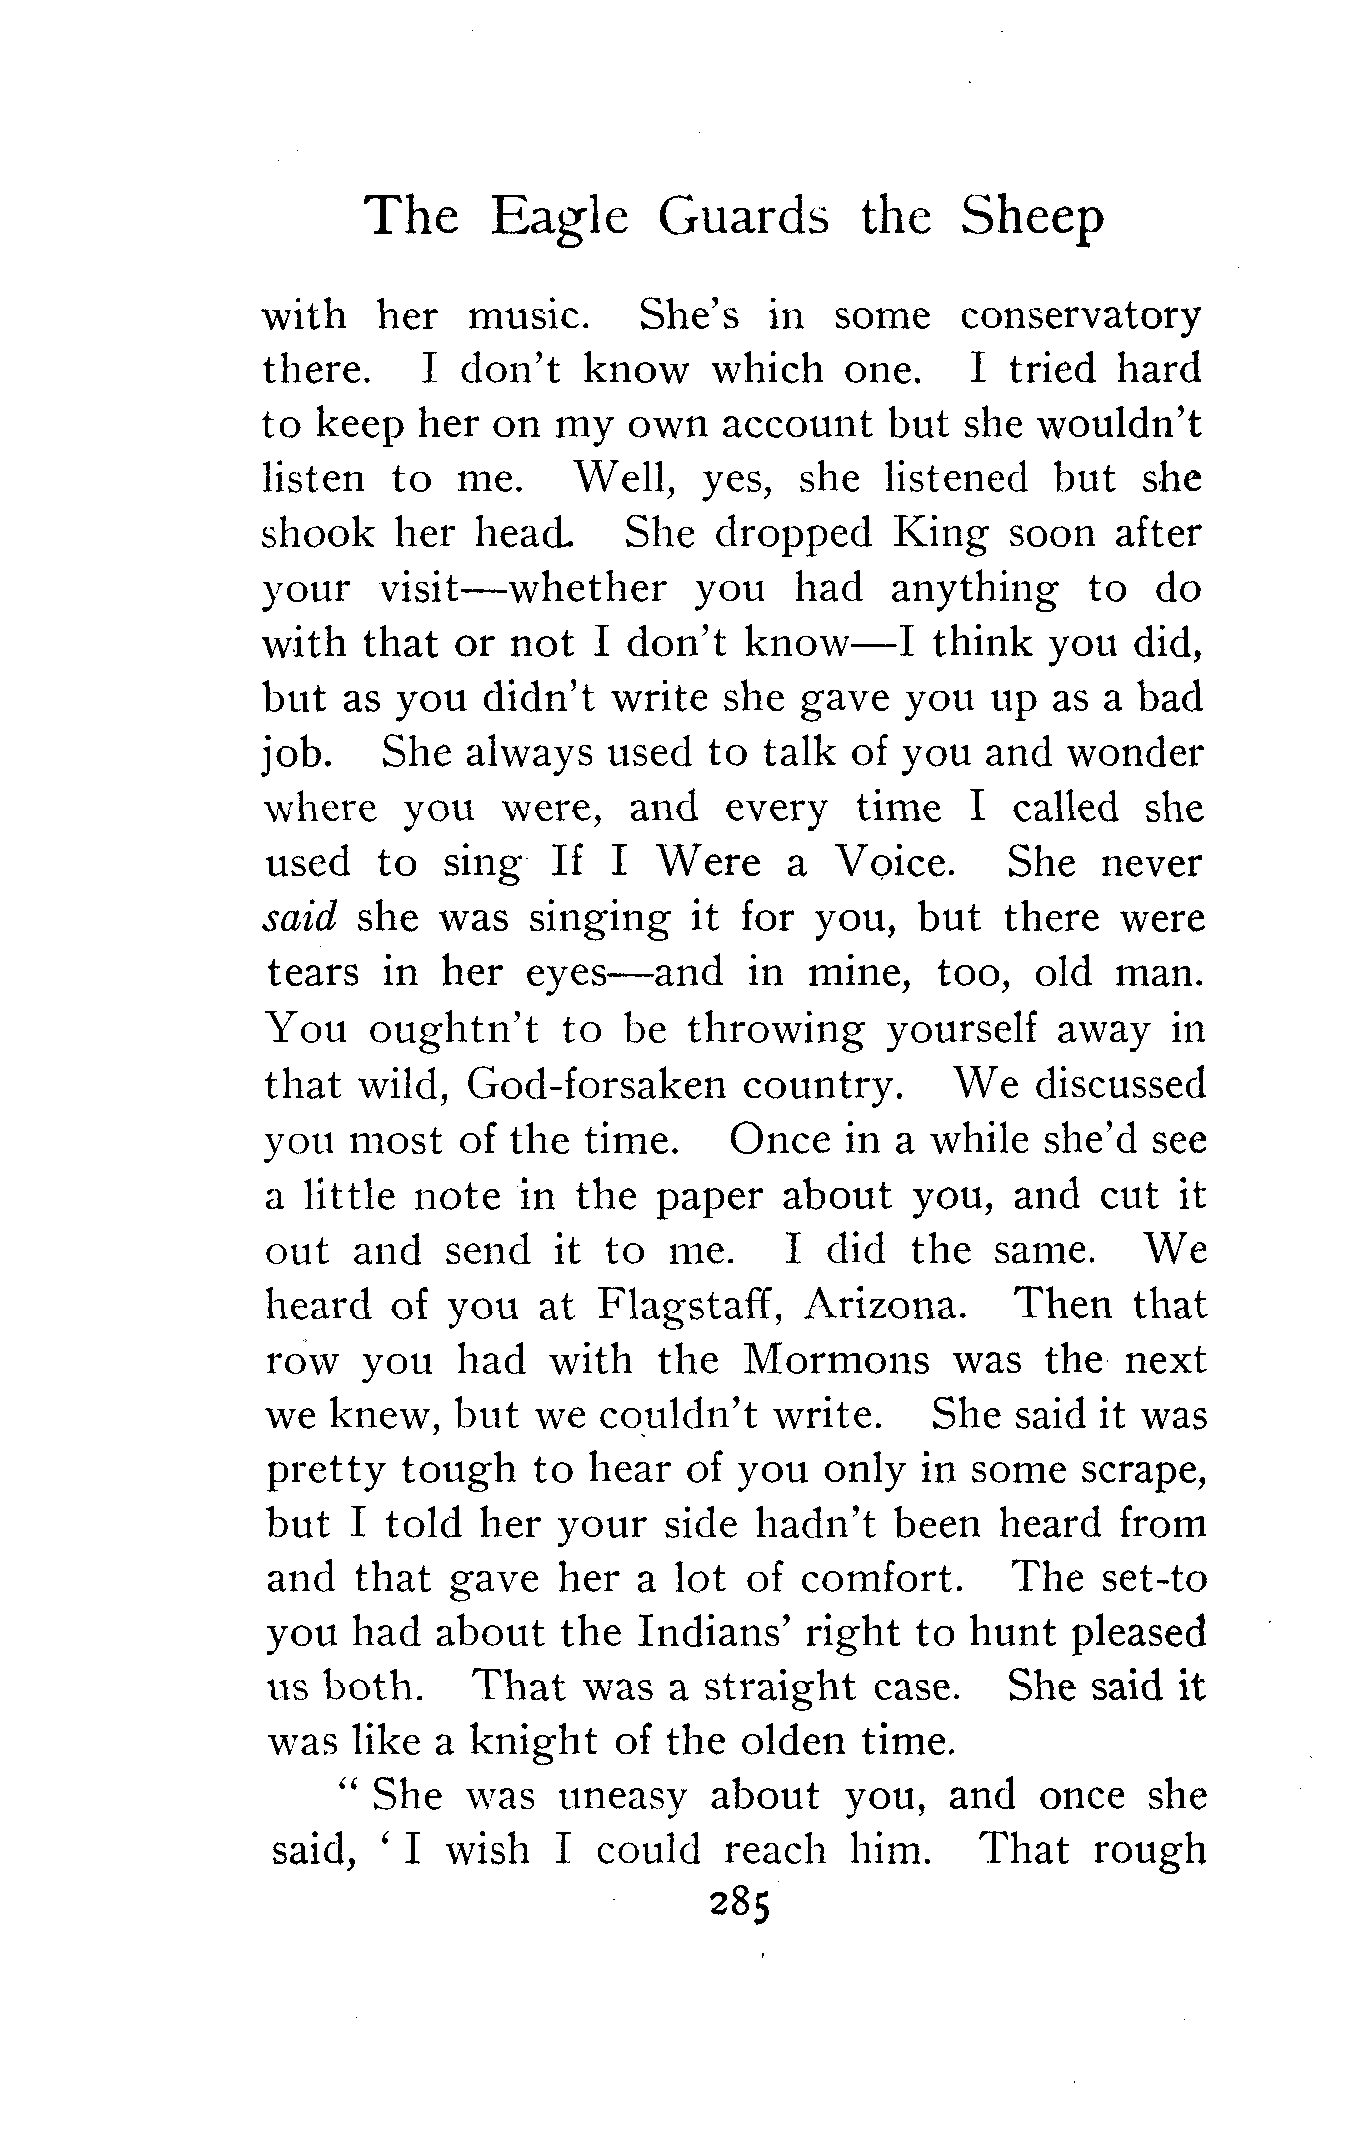 The Eagle Guards the Sheep
with her music. She's in some conservatory
there. I don't know which one. I tried hard
to keep her on my own account but she wouldn't
listen to me. Well, yes, she listened but she
shook her head. She dropped King soon after
your visit—whether you had anything to do
with that or not I don't know—I think you did,
but as you didn't write she gave you up as a bad
job. She always used to talk of you and wonder
where you were, and every time I called she
used to sing If I Were a Voice. She never
said she was singing it for you, but there were
tears in her eyes—and in mine, too, old man.
You oughtn't to be throwing yourself away in
that wild, God-forsaken country. We discussed
you most of the time. Once in a while she'd see
a little note in the paper about you, and cut it
out and send it to me. I did the same. We
heard of you at Flagstaff, Arizona. Then that
row you had with the Mormons was the next
we knew, but we couldn't write. She said it was
pretty tough to hear of you only in some scrape,
but I told her your side hadn't been heard from
and that gave her a lot of comfort. The set-to
you had about the Indians' right to hunt pleased
us both. That was a straight case. She said it
was like a knight of the olden time.
" She was uneasy about you, and once she
said, ' I wish I could reach him. That rough
285